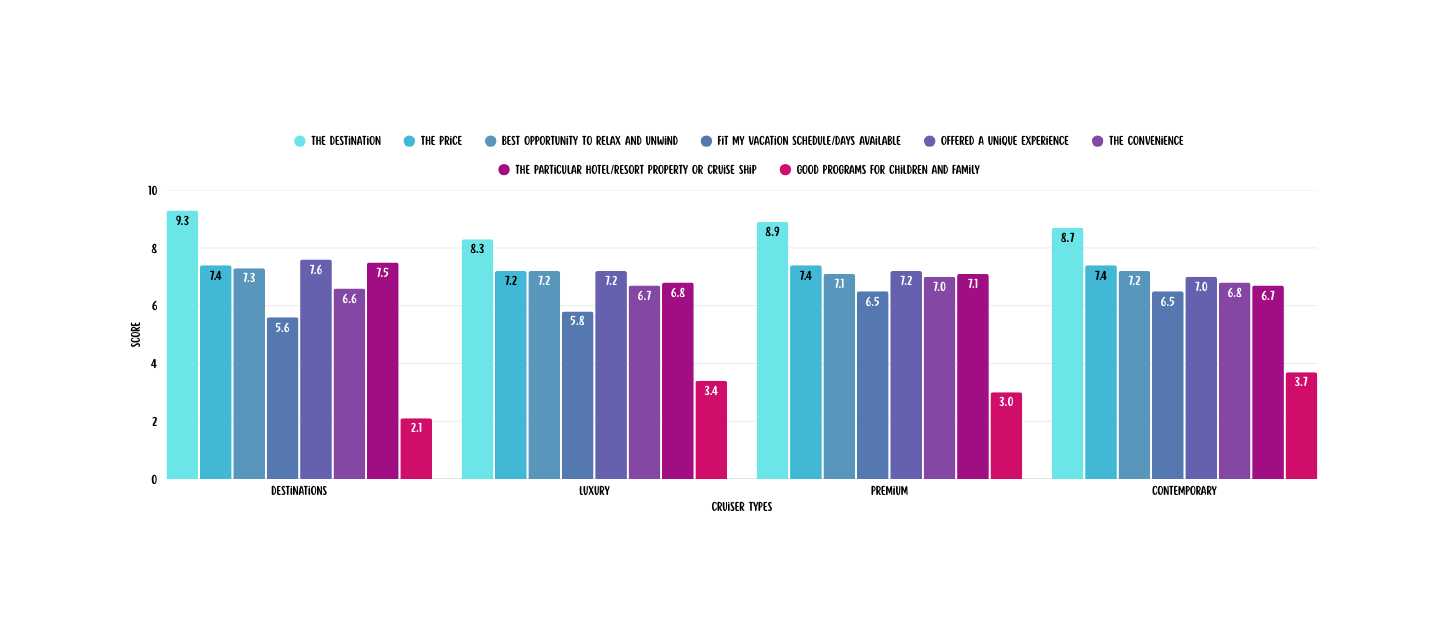 THE DESTINATION THE PRICE BEST OPPORTUNITY TO RELAX AND UNWIND FIT MY VACATION SCHEDULE/DAYS AVAILABLE OFFERED A UNIQUE EXPERIENCE THE CONVENIENCE
THE PARTICULAR HOTEL/RESORT PROPERTY OR CRUISE SHIP GOOD PROGRAMS FOR CHILDREN AND FAMILY
10
8
6
4
2
0
SCORE
9.3 7.4 7.3 5.6 7.6 6.6 7.5 2.1
8.3 7.2 7.2 5.8 7.2 6.7 6.8 3.4
8.9 7.4 7.1 6.5 7.2 7.0 7.1 3.0
8.7 7.4 7.2 6.5 7.0 6.8 6.7 3.7
DESTINATIONS LUXURY PREMIUM CONTEMPORARY
CRUISER TYPES